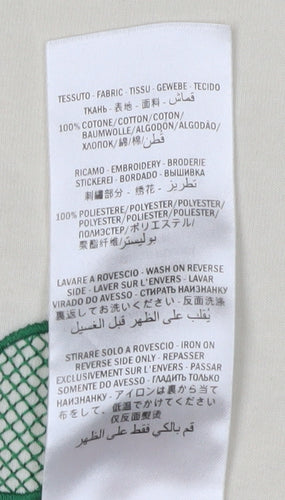 TESSUTO - FABRIC - TISSU - GEWEBE - TECIDO
ТКАНЬ - 表地 - 面料 - قماش
100% COTONE/COTTON/COTON/
BAUMWOLLE/ALGODON/ALGODÃO/
ХЛОПОК/綿/棉/قطن
RICAMO - EMBROIDERY - BRODERIE
STICKEREI - BORDADO - ВЫШИВКА
刺繍部分 - 绣花 - تطريز
100% POLIESTERE/POLYESTER/POLYESTER/
POLYESTER/POLIESTER/POLIESTER/
ПОЛИЭСТЕР/ポリエステル/
聚酯纤维/بوليستر
LAVARE A ROVESCIO - WASH ON REVERSE
SIDE - LAVER SUR L'ENVERS - LAVAR
VIRADO DO AVESSO - СТИРАТЬ НАИЗНАНКУ
裏返してお洗いください - 反面洗涤
يُقلب على الظهر قبل الغسيل
STIRARE SOLO A ROVESCIO - IRON ON
REVERSE SIDE ONLY - REPASSER
EXCLUSIVEMENT SUR L'ENVERS - PASSAR
SOMENTE DO AVESSO - ГЛАДИТЬ ТОЛЬКО
НАИЗНАНКУ - アイロンは裏から当て
布をして、低温でかけてください
仅反面熨烫
قم بالكي فقط على الظهر